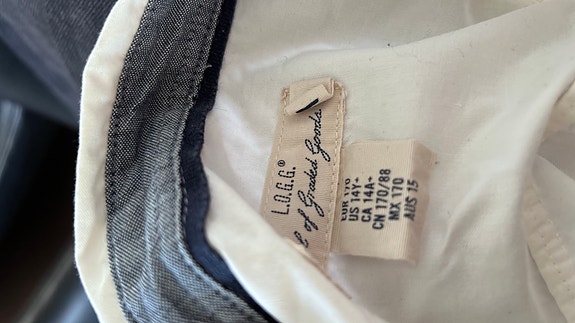 L.O.G.G.®
of Graded Goods
EUR 170
US 14Y+
CA 14A+
CN 170/88
MX 170
AUS 15